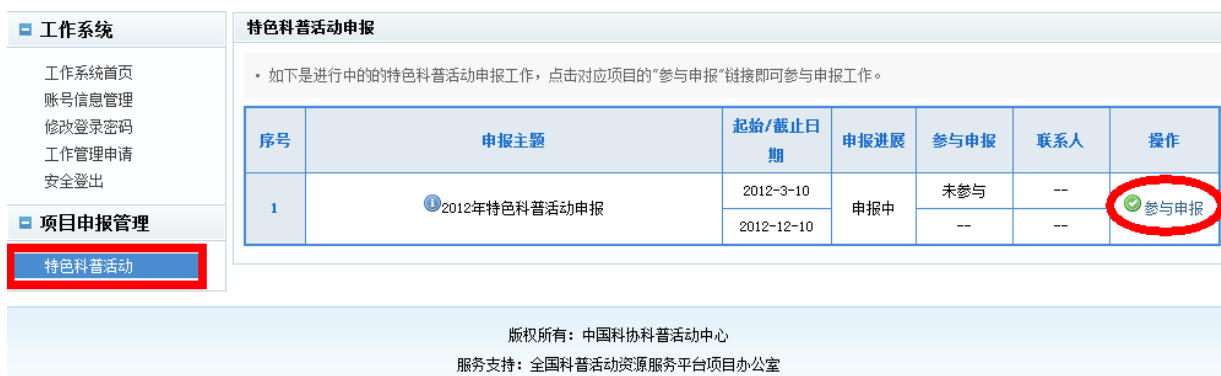 工作系统
工作系统首页
账号信息管理
修改登录密码
工作管理申请
安全登出
项目申报管理
特色科普活动
特色科普活动申报
• 如下是进行中的的特色科普活动申报工作，点击对应项目的“参与申报“链接即可参与申报工作。
序号 申报主题 起始/截止日期 申报进展 参与申报 联系人 操作
1 2012年特色科普活动申报 2012-3-10 申报中 未参与 -- 参与申报
2012-12-10 -- --
版权所有：中国科协科普活动中心
服务支持：全国科普活动资源服务平台项目办公室